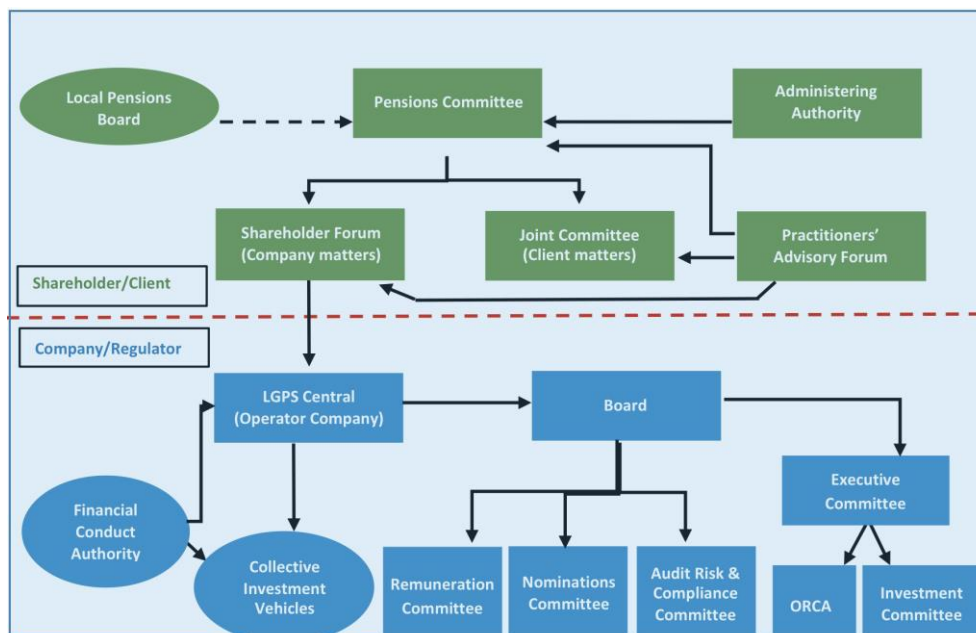 Local Pensions
Board
Pensions Committee
Administering
Authority
Shareholder Forum
(Company matters)
Joint Committee
(Client matters)
Practitioners’
Advisory Forum
Shareholder/Client
Company/Regulator
LGPS Central
(Operator Company)
Board
Executive
Committee
Financial
Conduct
Authority
Collective
Investment
Vehicles
Remuneration
Committee
Nominations
Committee
Audit Risk &
Compliance
Committee
ORCA
Investment
Committee